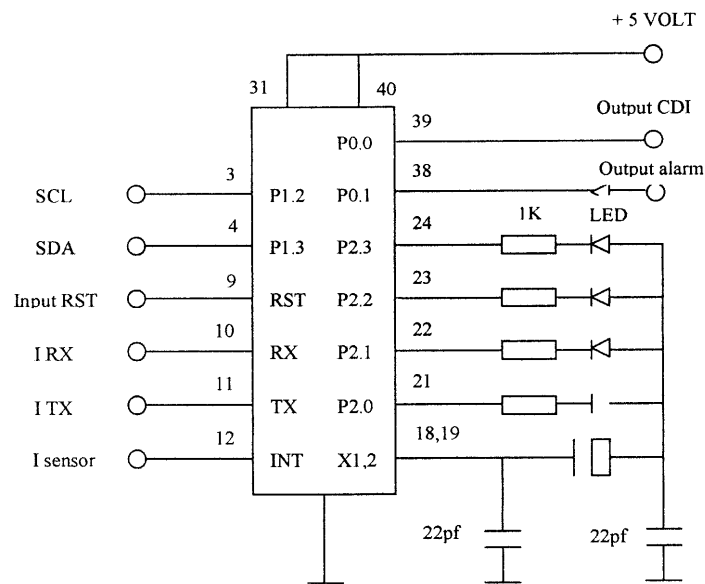 + 5 VOLT
31
40
Output CDI
39
P0.0
38
Output alarm
3
SCL
P1.2
P0.1
24
1K
LED
4
SDA
P1.3
P2.3
23
9
Input RST
RST
P2.2
22
10
I RX
RX
P2.1
21
11
I TX
TX
P2.0
18,19
12
I sensor
INT
X1,2
22pf
22pf